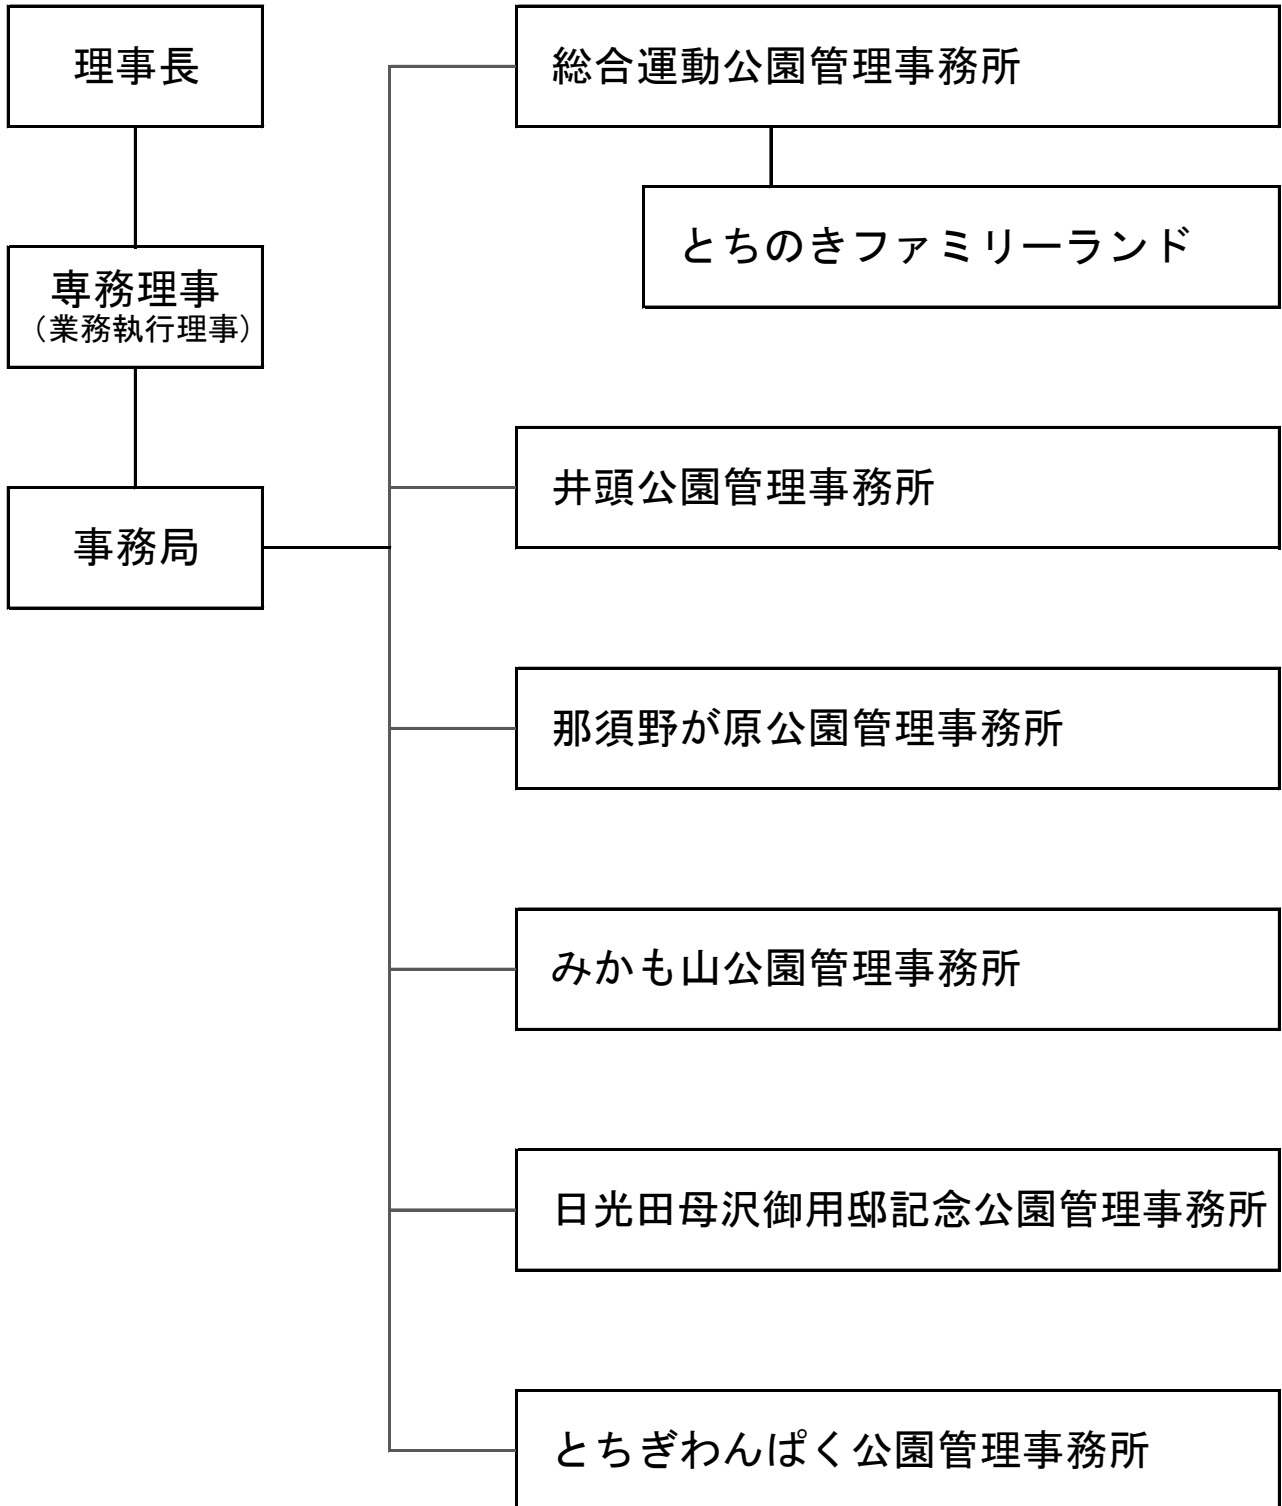 理事長
専務理事
（業務執行理事）
事務局
総合運動公園管理事務所
とちのきファミリーランド
井頭公園管理事務所
那須野が原公園管理事務所
みかも山公園管理事務所
日光田母沢御用邸記念公園管理事務所
とちぎわんぱく公園管理事務所